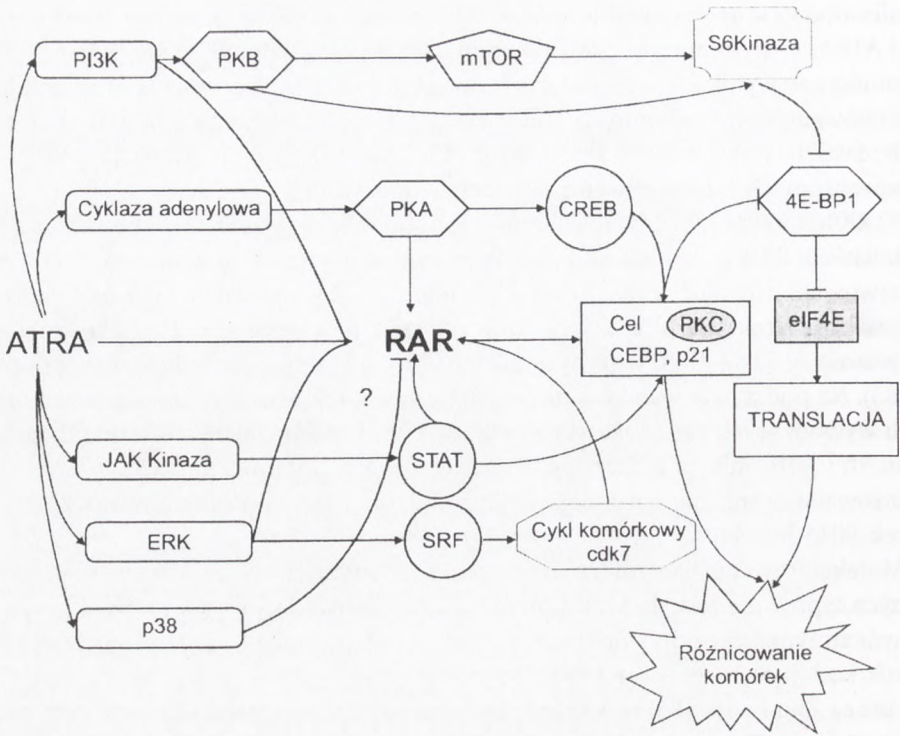 PI3K
PKB
mTOR
S6Kinaza
Cyklaza adenylowa
PKA
CREB
4E-BP1
ATRA
RAR
Cel
PKC
CEBP, p21
eIF4E
?
TRANSLACJA
JAK Kinaza
STAT
ERK
SRF
Cykl komórkowy
cdk7
p38
Różnicowanie
komórek